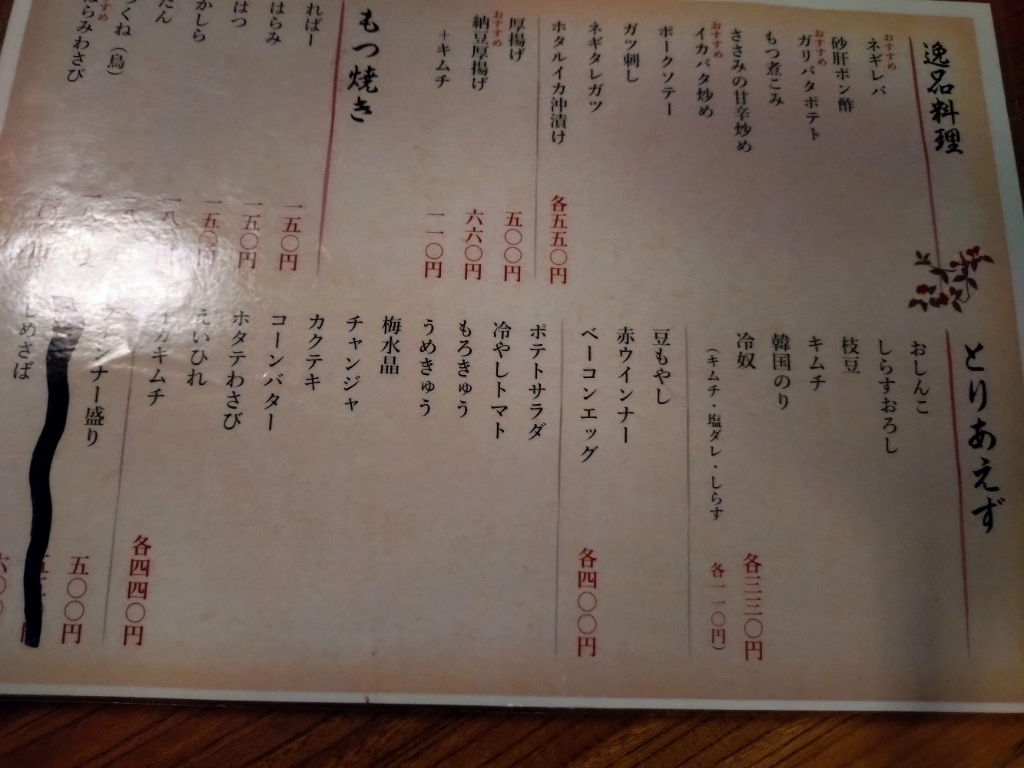 逸品料理
おすすめ
ネギレバ
砂肝ポン酢
おすすめ
ガリバタポテト
もつ煮こみ
ささみの甘辛炒め
おすすめ
イカバタ炒め
ポークソテー
ガツ刺し
ネギタレガツ
ホタルイカ沖漬け
各五五〇円
厚揚げ
五〇〇円
おすすめ
納豆厚揚げ
六六〇円
+キムチ
一一〇円
もつ焼き
ればー
一五〇円
はらみ
一五〇円
はつ
一五〇円
かしら
たん
つくね(鳥)
はらみわさび
とりあえず
おしんこ
しらすおろし
枝豆
キムチ
韓国のり
冷奴
各三三〇円
(キムチ・塩ダレ・しらす
各一一〇円)
豆もやし
赤ウインナー
ベーコンエッグ
各四〇〇円
ポテトサラダ
冷やしトマト
もろきゅう
うめきゅう
梅水晶
チャンジャ
カクテキ
コーンバター
ホタテわさび
えいひれ
イカキムチ
各四四〇円
ンナー盛り
五〇〇円
しめさば